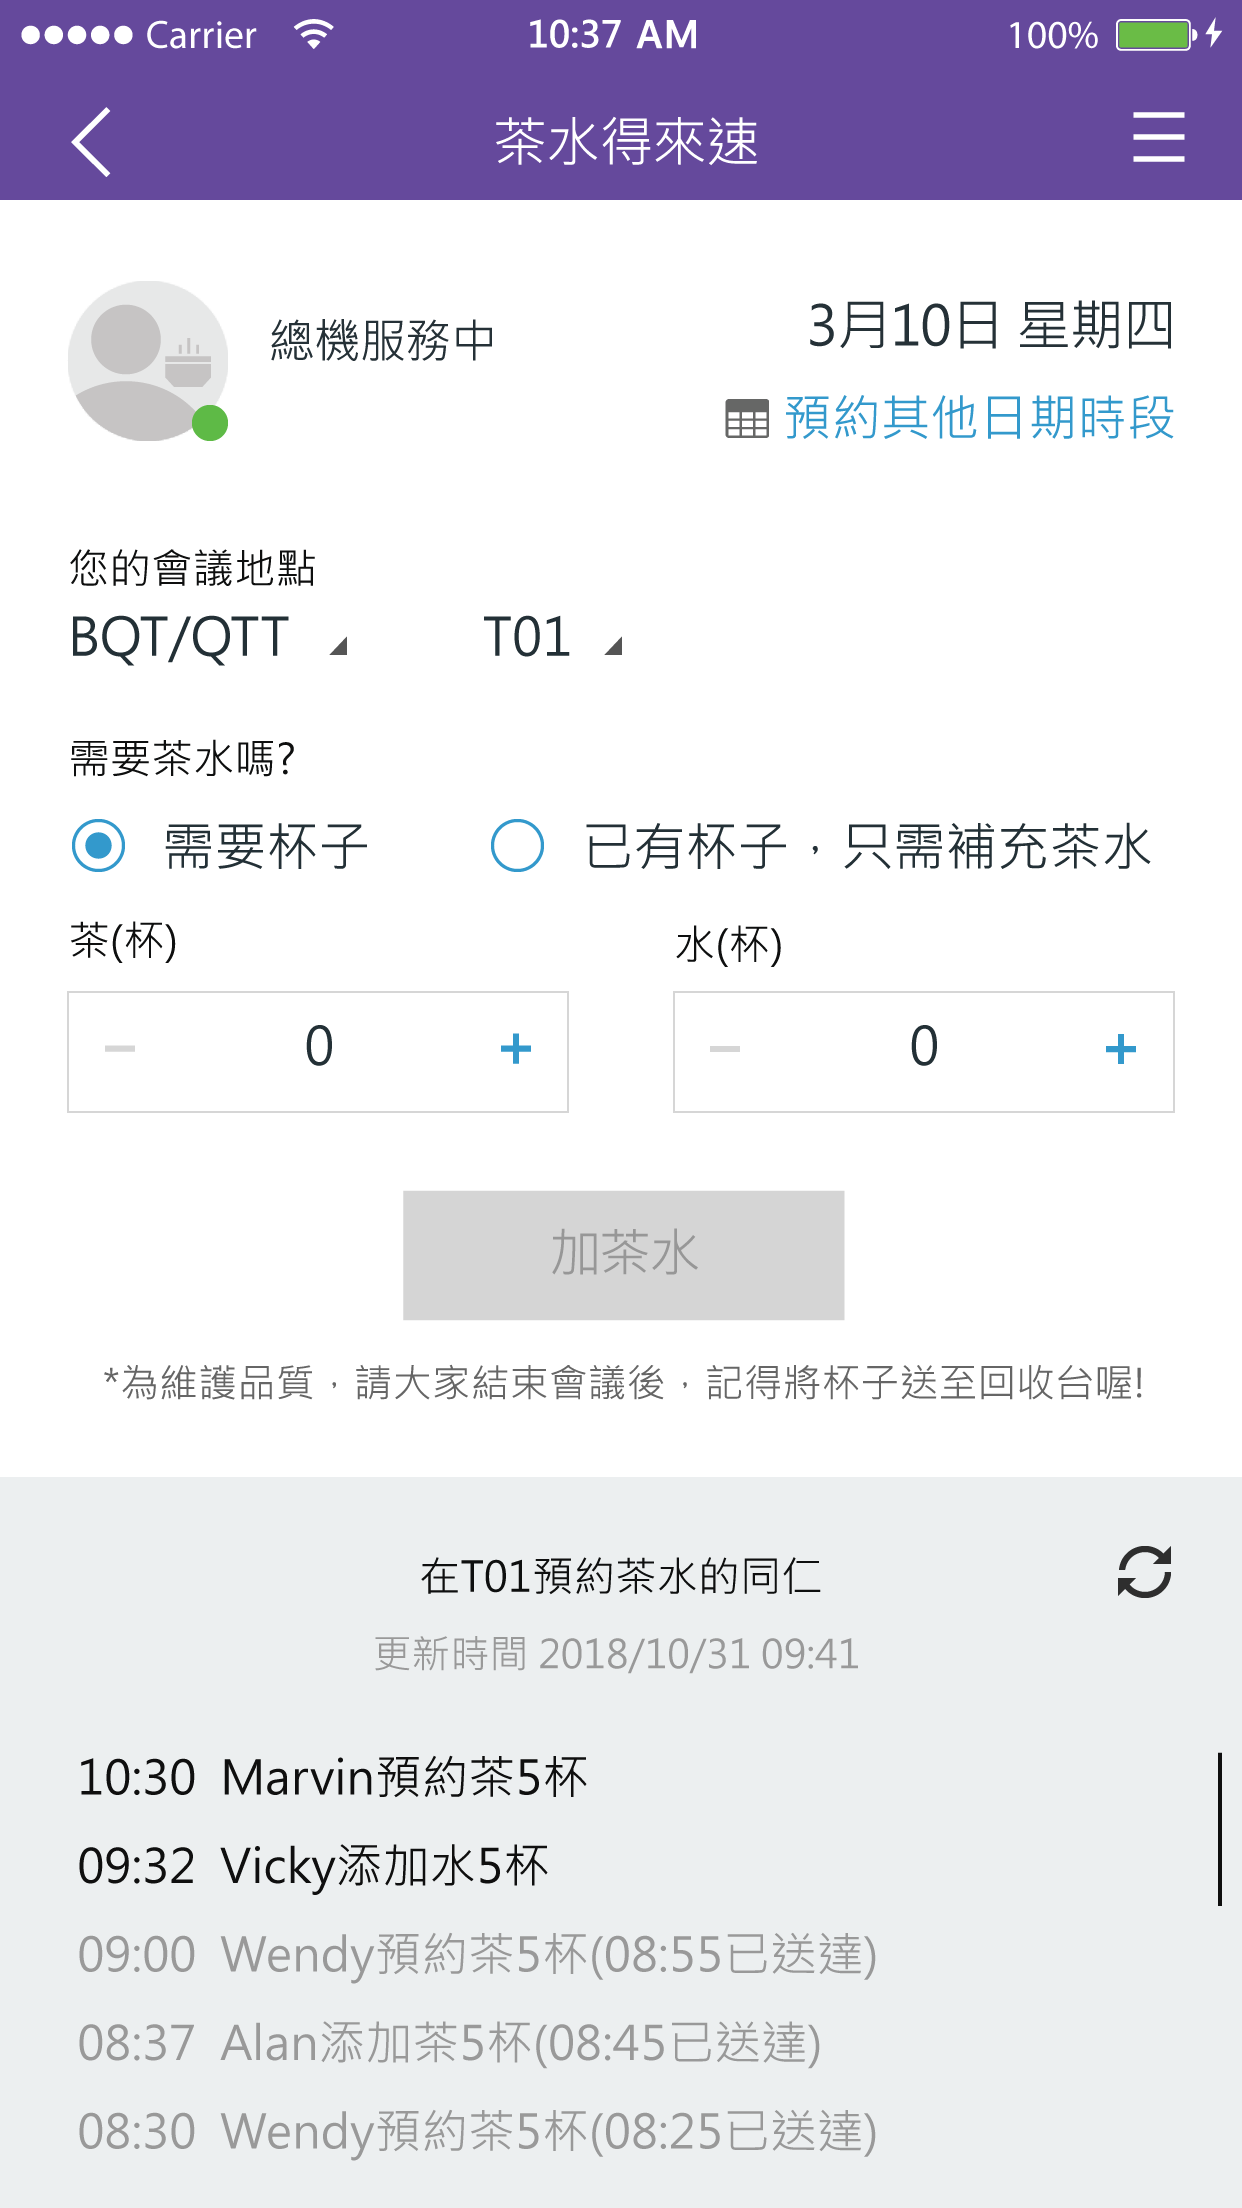 Carrier 10:37 AM 100%
茶水得來速
總機服務中
3月10日 星期四
預約其他日期時段
您的會議地點
BQT/QTT T01
需要茶水嗎?
需要杯子 已有杯子，只需補充茶水
茶(杯) 水(杯)
0 0
加茶水
*為維護品質，請大家結束會議後，記得將杯子送至回收台喔!
在T01預約茶水的同仁
更新時間 2018/10/31 09:41
10:30 Marvin預約茶5杯
09:32 Vicky添加水5杯
09:00 Wendy預約茶5杯(08:55已送達)
08:37 Alan添加茶5杯(08:45已送達)
08:30 Wendy預約茶5杯(08:25已送達)